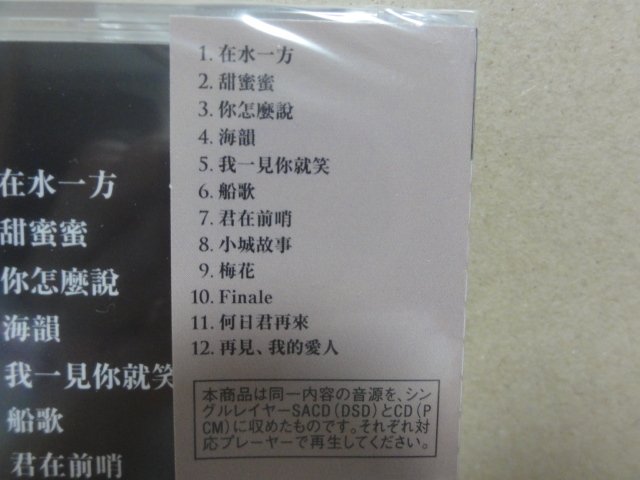 1. 在水一方
2. 甜蜜蜜
3. 你怎麼說
4. 海韻
5. 我一見你就笑
6. 船歌
7. 君在前哨
8. 小城故事
9. 梅花
10. Finale
11. 何日君再來
12. 再見、我的愛人
本商品は同一内容の音源を、シン
グルレイヤーSACD(DSD)とCD(P
CM)に収めたものです。それぞれ対
応プレーヤーで再生してください。
在水一方
甜蜜蜜
你怎麼說
海韻
我一見你就笑
船歌
君在前哨